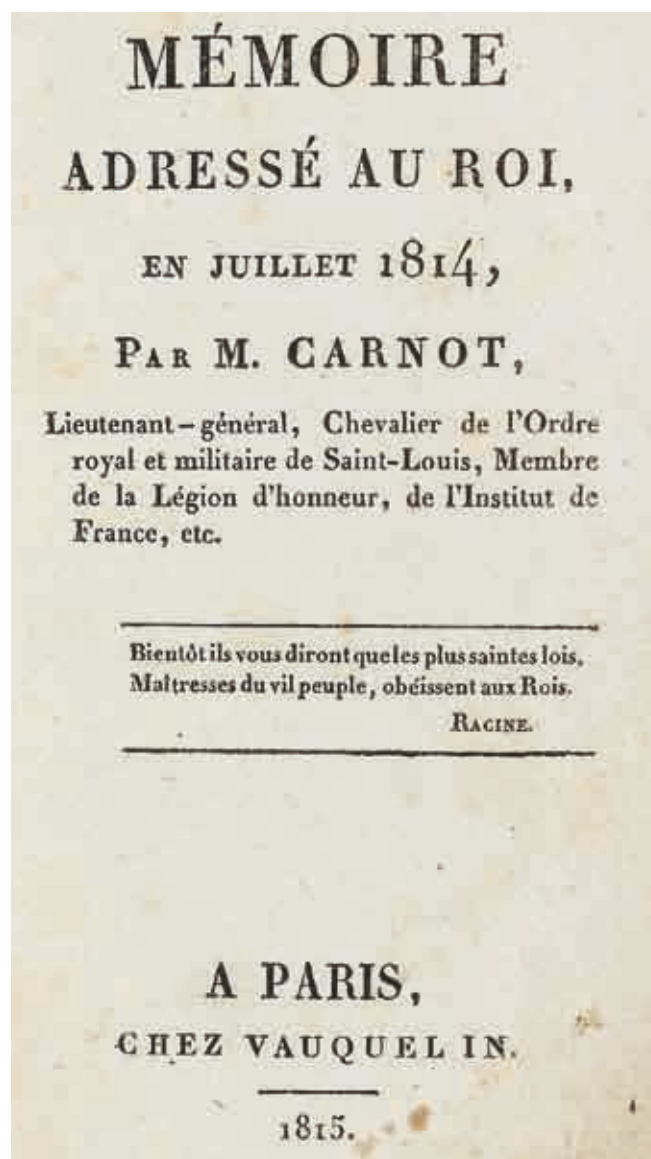 MÉMOIRE
ADRESSÉ AU ROI,
EN JUILLET 1814,
PAR M. CARNOT,
Lieutenant-général, Chevalier de l'Ordre
royal et militaire de Saint-Louis, Membre
de la Légion d'honneur, de l'Institut de
France, etc.
Bientôt ils vous diront que les plus saintes lois,
Maîtresses du vil peuple, obéissent aux Rois.
RACINE.
A PARIS,
CHEZ VAUQUELIN.
1815.